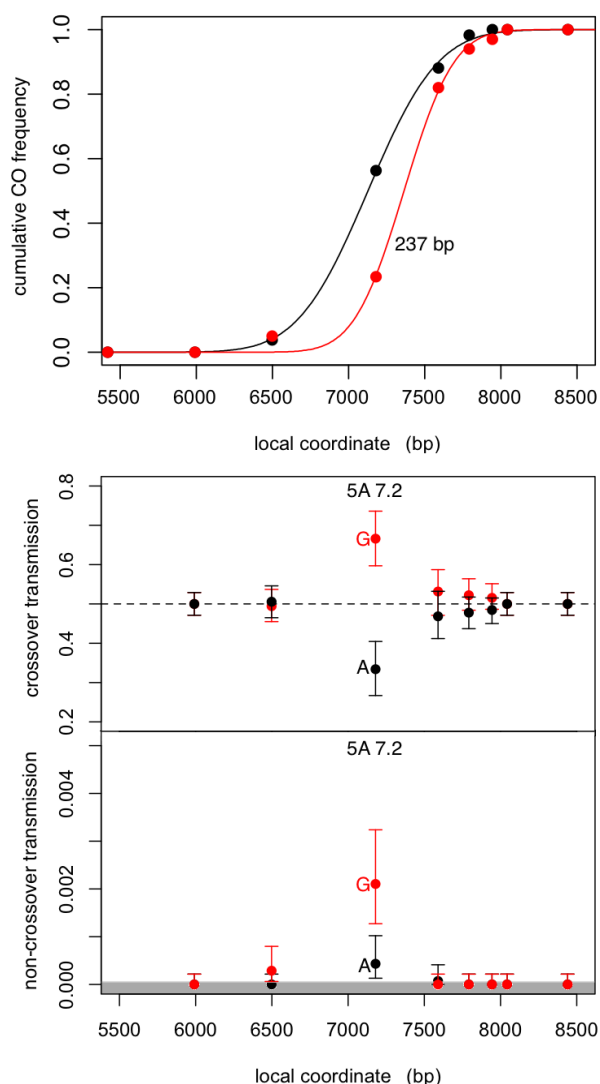 cumulative CO frequency
1.0
0.8
0.6
0.4
0.2
0.0
237 bp
5500 6000 6500 7000 7500 8000 8500
local coordinate (bp)
crossover transmission
0.8
0.6
0.4
0.2
5A 7.2
G
A
non-crossover transmission
0.004
0.002
0.000
5A 7.2
G
A
5500 6000 6500 7000 7500 8000 8500
local coordinate (bp)